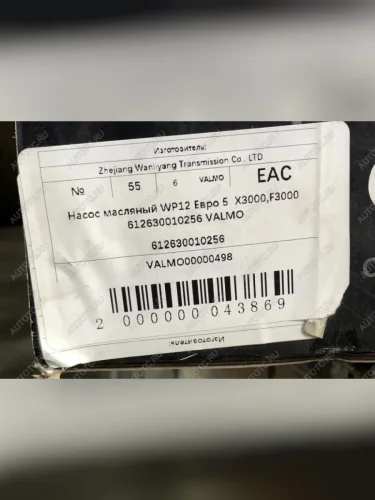 Изготовитель:
Zhejiang Wanliyang Transmission Co., LTD
№ 55 6 VALMO EAC
Насос масляный WP12 Евро 5 X3000,F3000
612630010256 VALMO
612630010256
VALMO00000498
2 000000 043869
Изготовитель: